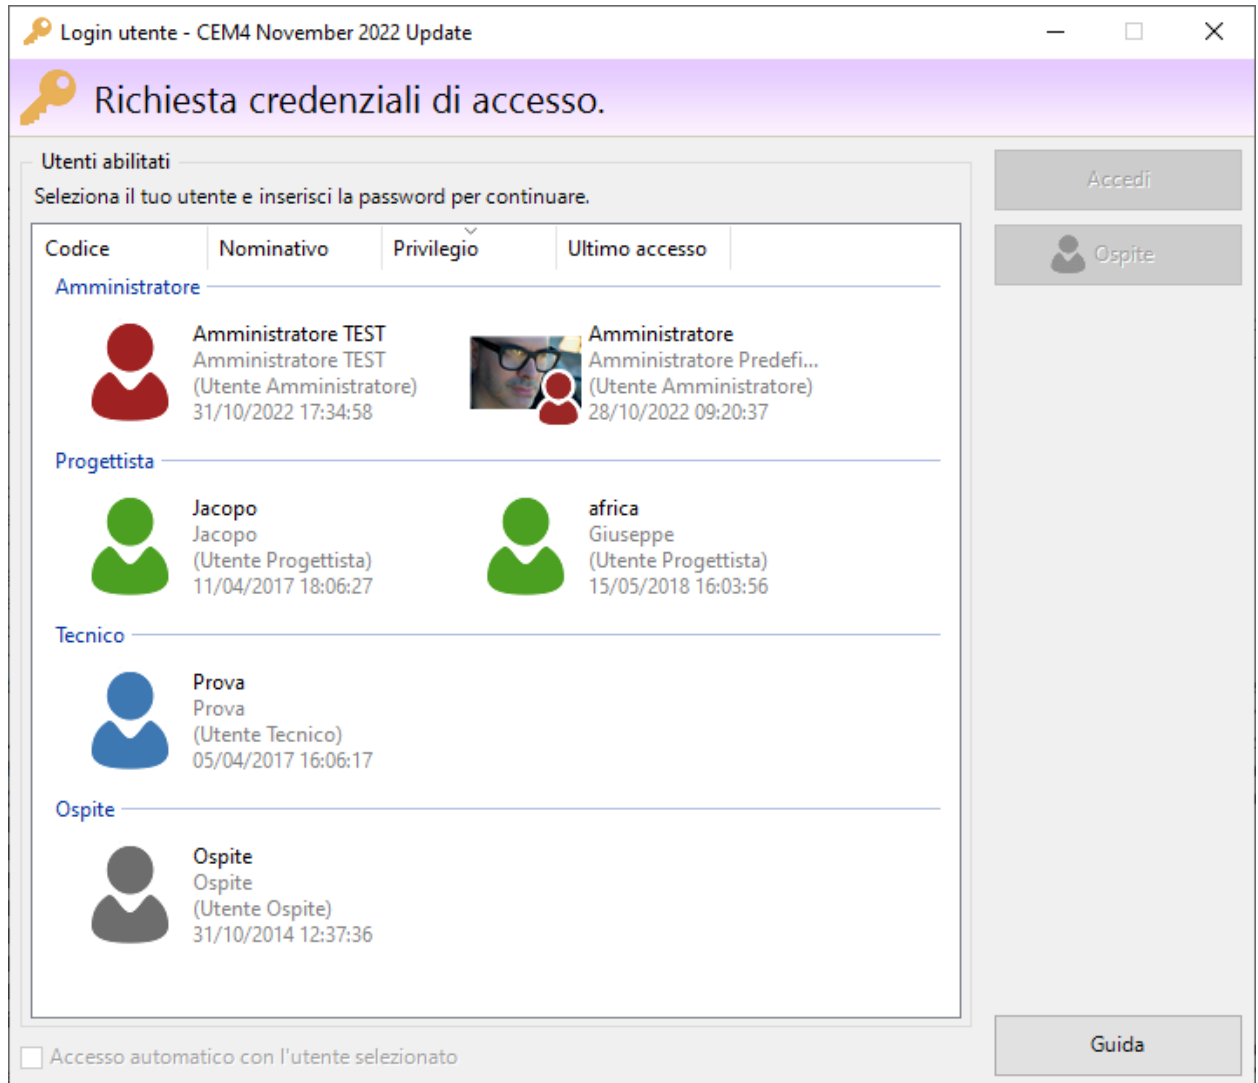 Login utente - CEM4 November 2022 Update
Richiesta credenziali di accesso.
Utenti abilitati
Seleziona il tuo utente e inserisci la password per continuare.
Codice Nominativo Privilegio Ultimo accesso
Amministratore
Amministratore TEST
Amministratore TEST
(Utente Amministratore)
31/10/2022 17:34:58
Amministratore
Amministratore Predefi...
(Utente Amministratore)
28/10/2022 09:20:37
Progettista
Jacopo
Jacopo
(Utente Progettista)
11/04/2017 18:06:27
africa
Giuseppe
(Utente Progettista)
15/05/2018 16:03:56
Tecnico
Prova
Prova
(Utente Tecnico)
05/04/2017 16:06:17
Ospite
Ospite
Ospite
(Utente Ospite)
31/10/2014 12:37:36
Accesso automatico con l'utente selezionato
Accedi
Ospite
Guida